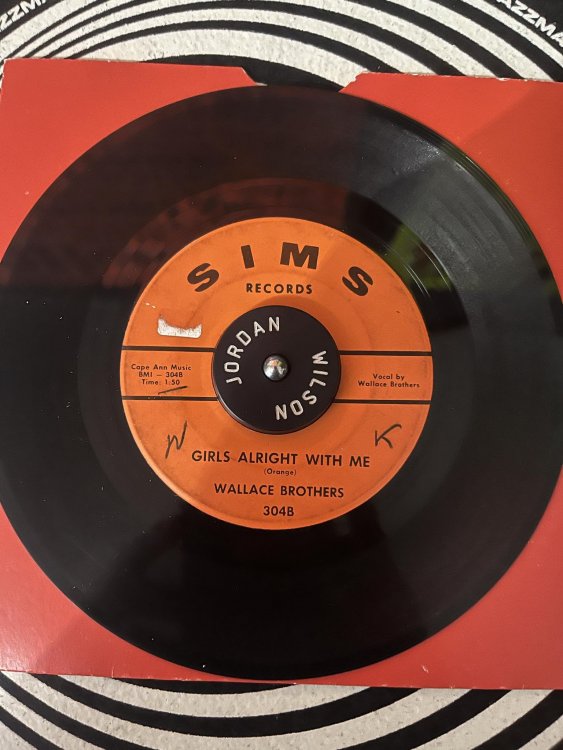 AZZMA
SIMS
RECORDS
JORDAN
WILSON
Cape Ann Music
BMI — 304B
Time: 1:50
Vocal by
Wallace Brothers
N K
GIRLS ALRIGHT WITH ME
(Orange)
WALLACE BROTHERS
304B